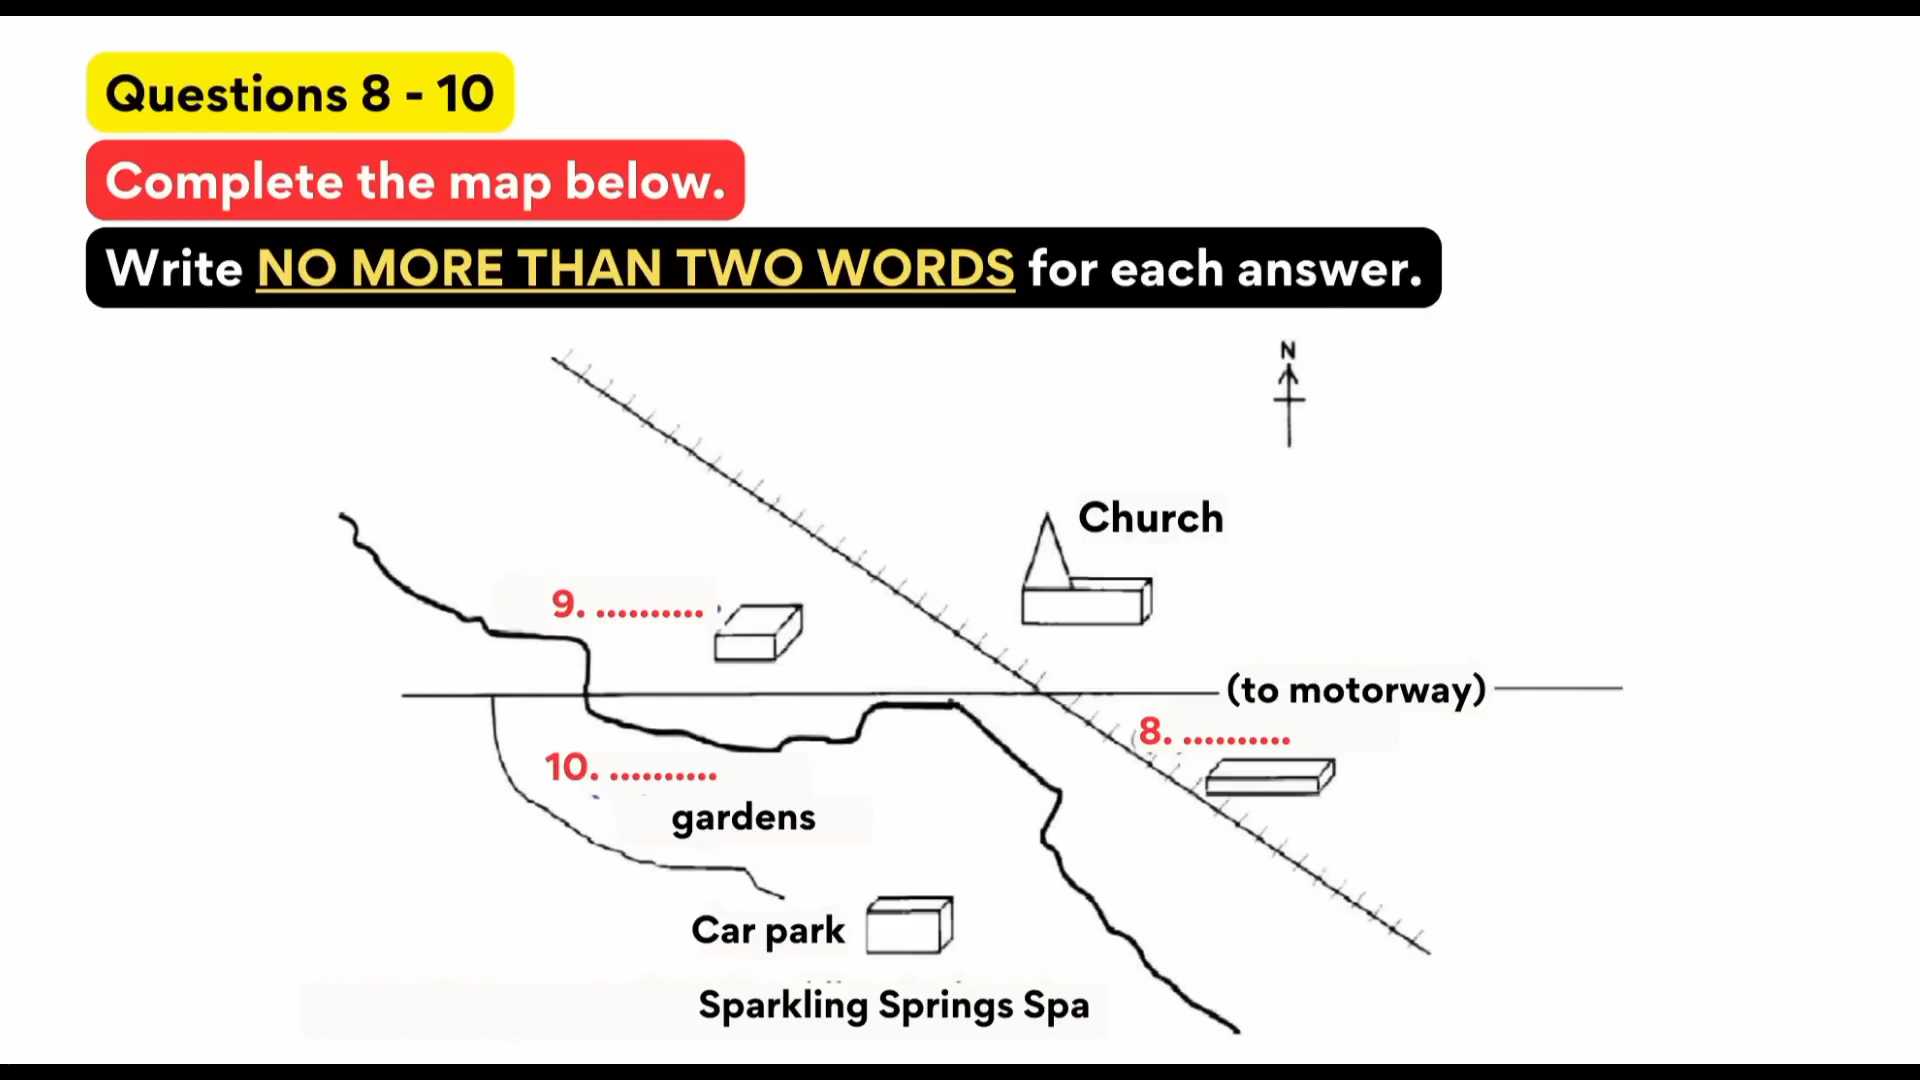 Questions 8 - 10
Complete the map below.
Write NO MORE THAN TWO WORDS for each answer.
N
Church
9. ..........
(to motorway)
8. ..........
10. ..........
gardens
Car park
Sparkling Springs Spa